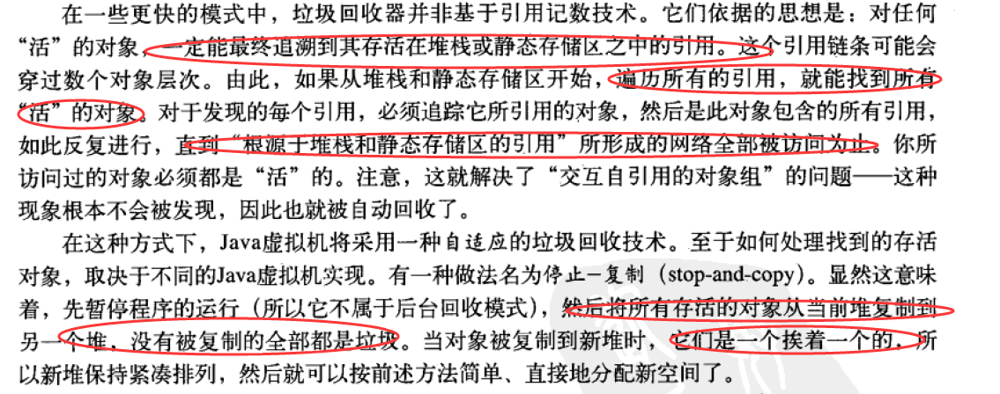 在一些更快的模式中，垃圾回收器并非基于引用记数技术。它们依据的思想是：对任何
“活”的对象，一定能最终追溯到其存活在堆栈或静态存储区之中的引用。这个引用链条可能会
穿过数个对象层次。由此，如果从堆栈和静态存储区开始，遍历所有的引用，就能找到所有
“活”的对象。对于发现的每个引用，必须追踪它所引用的对象，然后是此对象包含的所有引用，
如此反复进行，直到“根源于堆栈和静态存储区的引用”所形成的网络全部被访问为止。你所
访问过的对象必须都是“活”的。注意，这就解决了“交互自引用的对象组”的问题——这种
现象根本不会被发现，因此也就被自动回收了。
在这种方式下，Java虚拟机将采用一种自适应的垃圾回收技术。至于如何处理找到的存活
对象，取决于不同的Java虚拟机实现。有一种做法名为停止－复制（stop-and-copy）。显然这意味
着，先暂停程序的运行（所以它不属于后台回收模式），然后将所有存活的对象从当前堆复制到
另一个堆，没有被复制的全部都是垃圾。当对象被复制到新堆时，它们是一个挨着一个的，所
以新堆保持紧凑排列，然后就可以按前述方法简单、直接地分配新空间了。